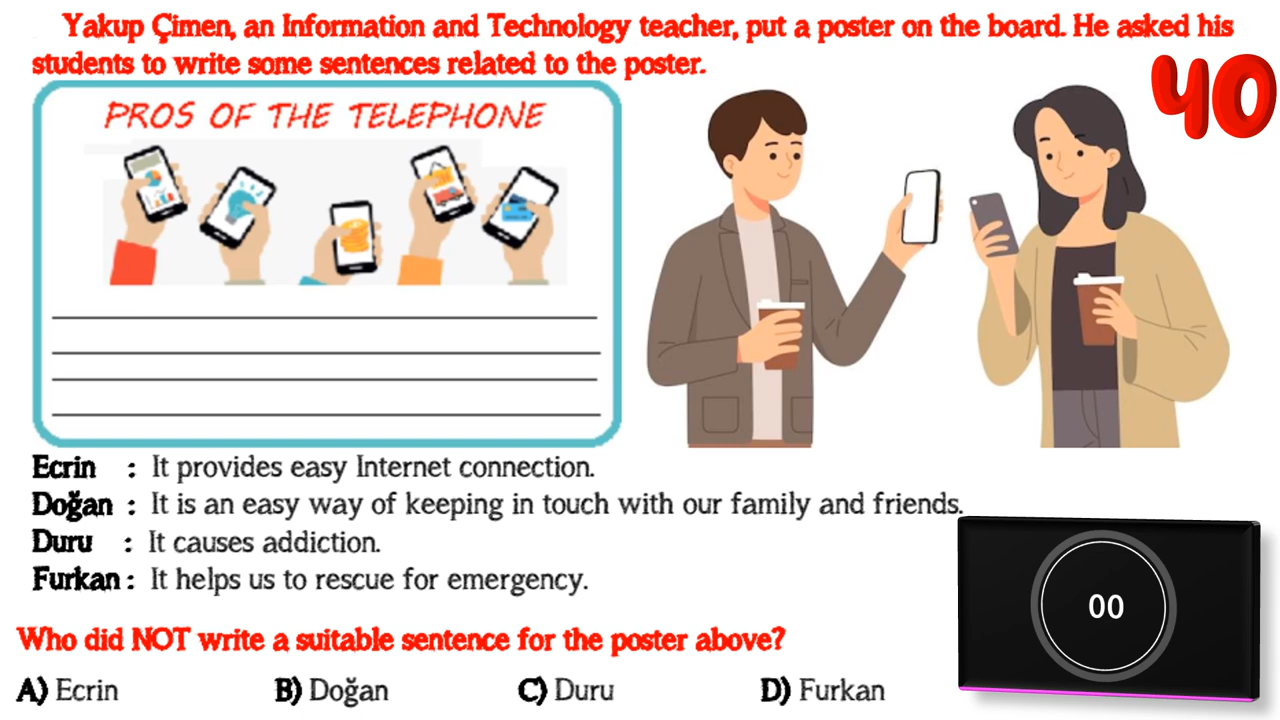 Yakup Çimen, an Information and Technology teacher, put a poster on the board. He asked his
students to write some sentences related to the poster.
40
PROS OF THE TELEPHONE
Ecrin : It provides easy Internet connection.
Doğan : It is an easy way of keeping in touch with our family and friends.
Duru : It causes addiction.
Furkan : It helps us to rescue for emergency.
00
Who did NOT write a suitable sentence for the poster above?
A) Ecrin B) Doğan C) Duru D) Furkan